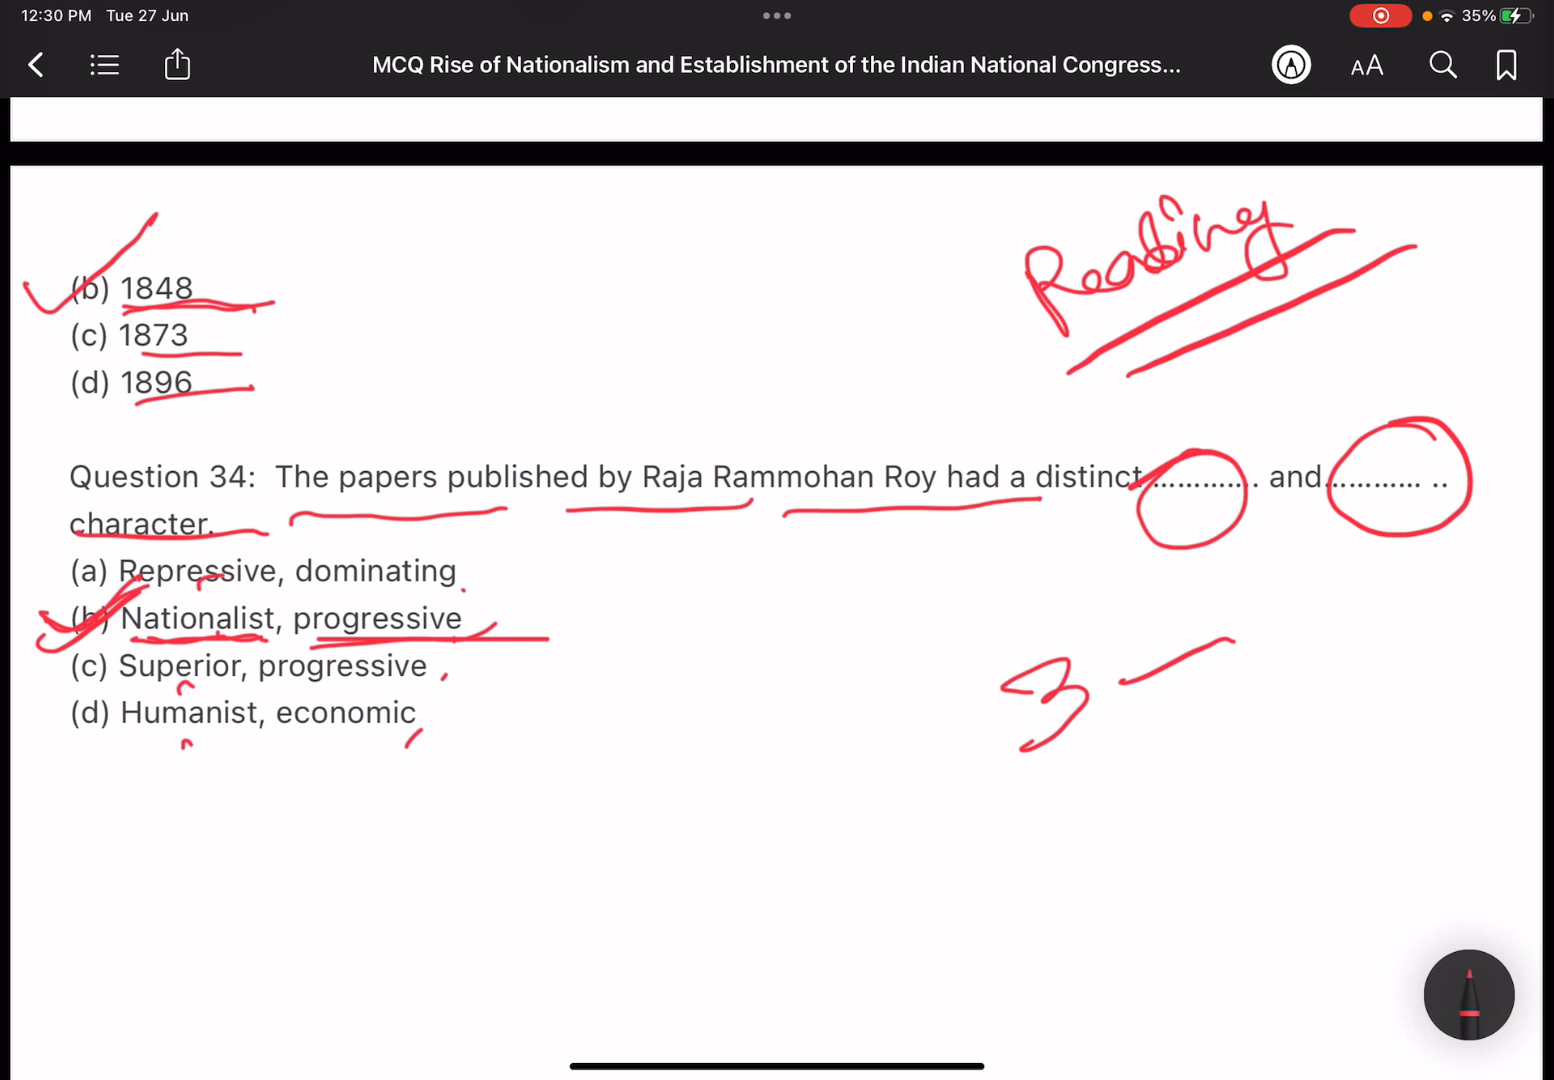 12:30 PM Tue 27 Jun
35%
MCQ Rise of Nationalism and Establishment of the Indian National Congress...
AA
Reading
(b) 1848
(c) 1873
(d) 1896
Question 34: The papers published by Raja Rammohan Roy had a distinct ............. and ........... ..
character.
(a) Repressive, dominating
(b) Nationalist, progressive
(c) Superior, progressive
(d) Humanist, economic
3 —